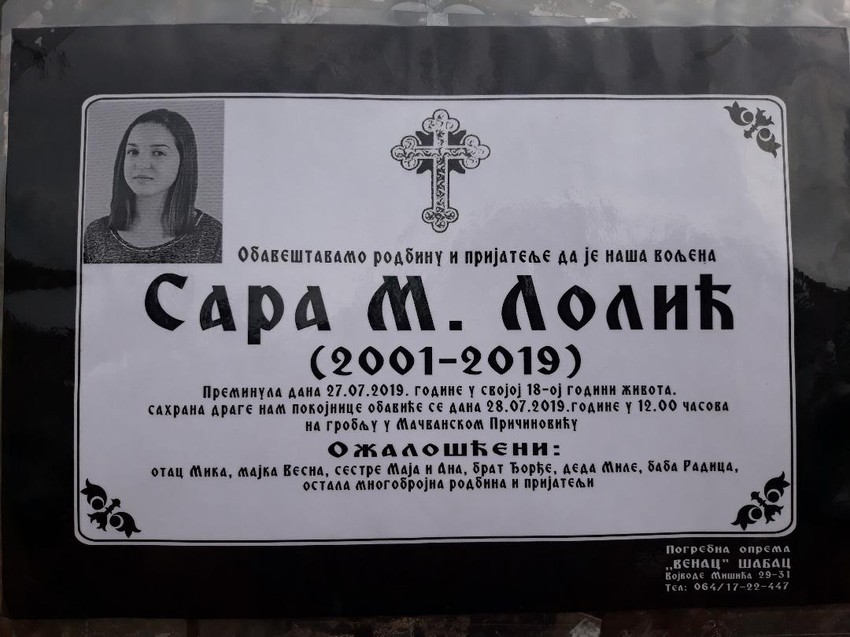 Обавештавамо родбину и пријатеље да је наша вољена
Сара М. Лолић
(2001-2019)
Преминула дана 27.07.2019. године у својој 18-ој години живота.
сахрана драге нам покојнице обавиће се дана 28.07.2019.године у 12.00 часова
на гробљу у Мачванском Причиновићу
Ожалошћени:
отац Мика, мајка Весна, сестре Маја и Ана, брат Ђорђе, деда Миле, баба Радица,
остала многобројна родбина и пријатељи
Погребна опрема
,,ВЕНАЦ" ШАБАЦ
Војводе Мишића 29-31
Тел: 064/17-22-447